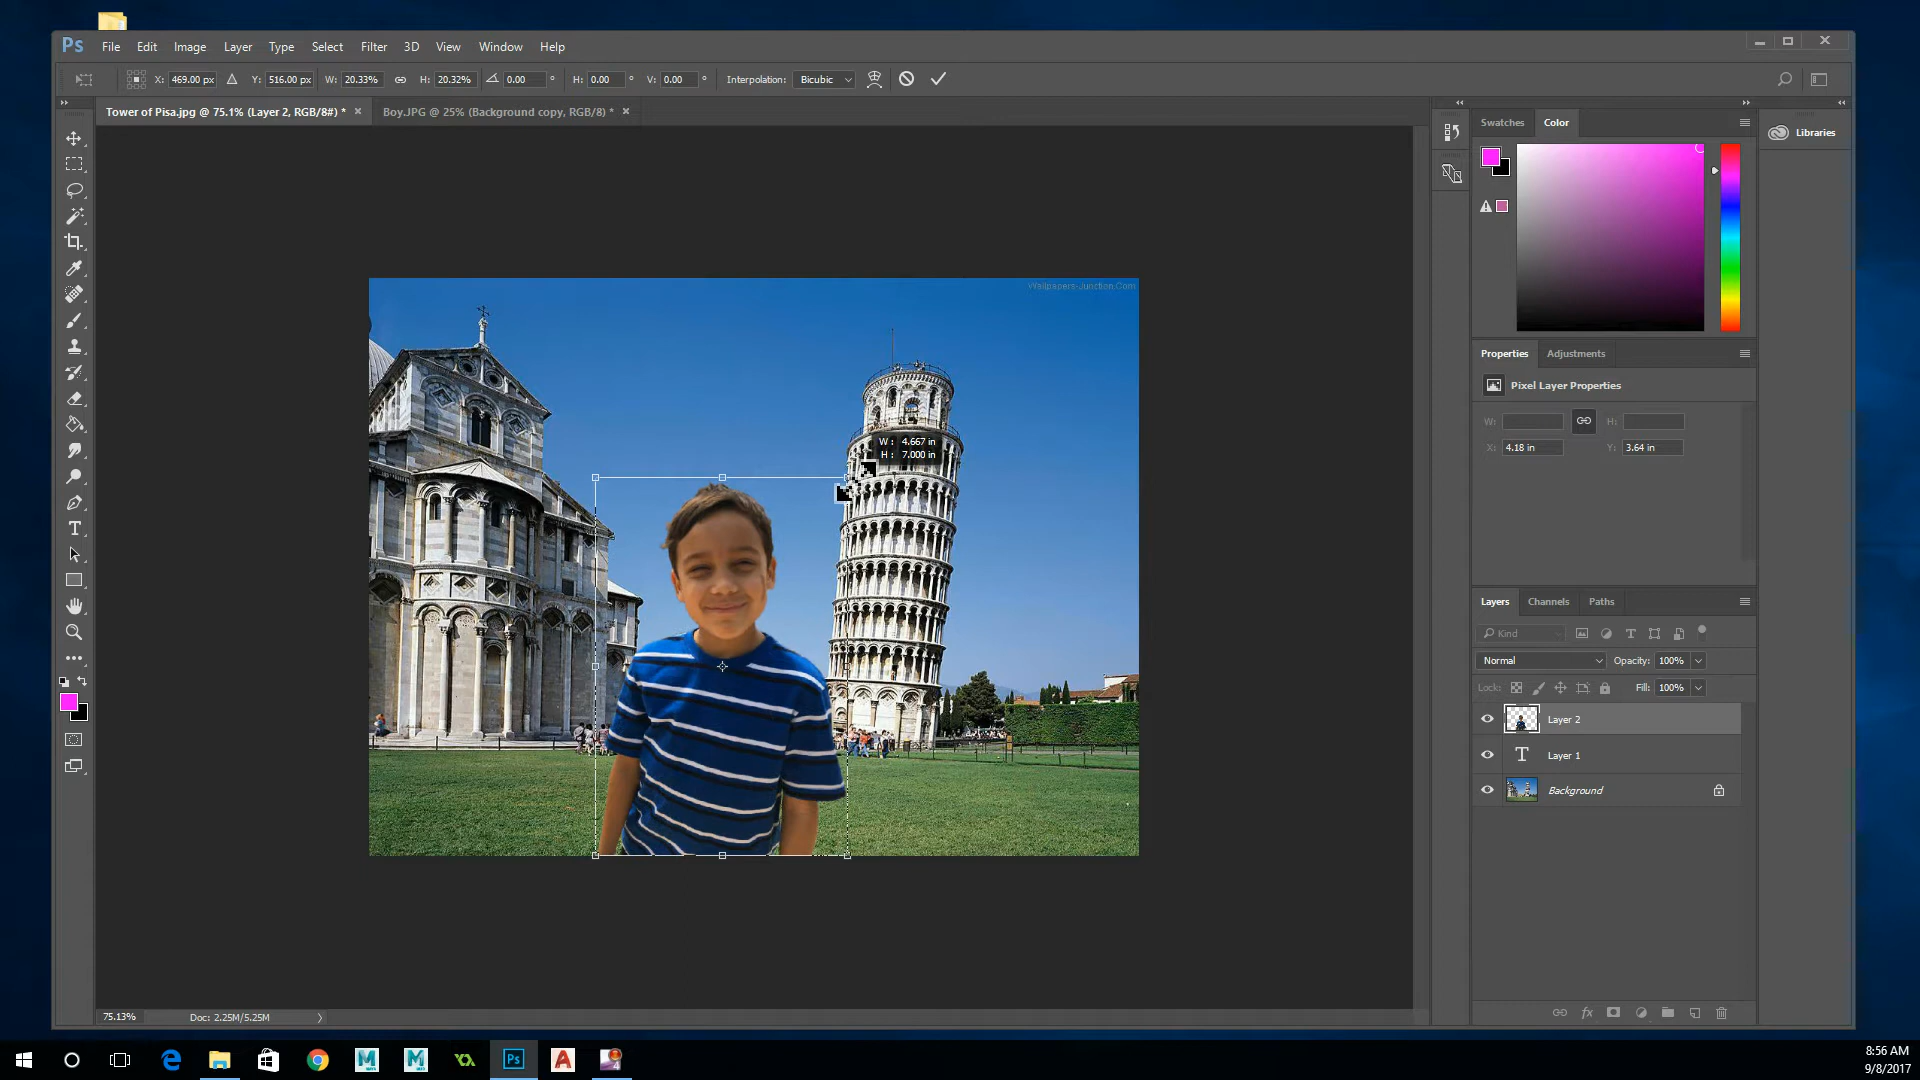 Ps File Edit Image Layer Type Select Filter 3D View Window Help
X: 469.00 px Y: 516.00 px W: 20.33% H: 20.32% 0.00 ° H: 0.00 ° V: 0.00 ° Interpolation: Bicubic
Tower of Pisa.jpg @ 75.1% (Layer 2, RGB/8#) * × Boy.JPG @ 25% (Background copy, RGB/8) * ×
Swatches Color
Libraries
Wallpapers-Junction.Com
Properties Adjustments
Pixel Layer Properties
W: H:
X: 4.18 in Y: 3.64 in
W : 4.667 in
H : 7.000 in
Layers Channels Paths
Kind
Normal Opacity: 100%
Lock: Fill: 100%
Layer 2
T Layer 1
Background
fx
75.13% Doc: 2.25M/5.25M
Ps
8:56 AM
9/8/2017